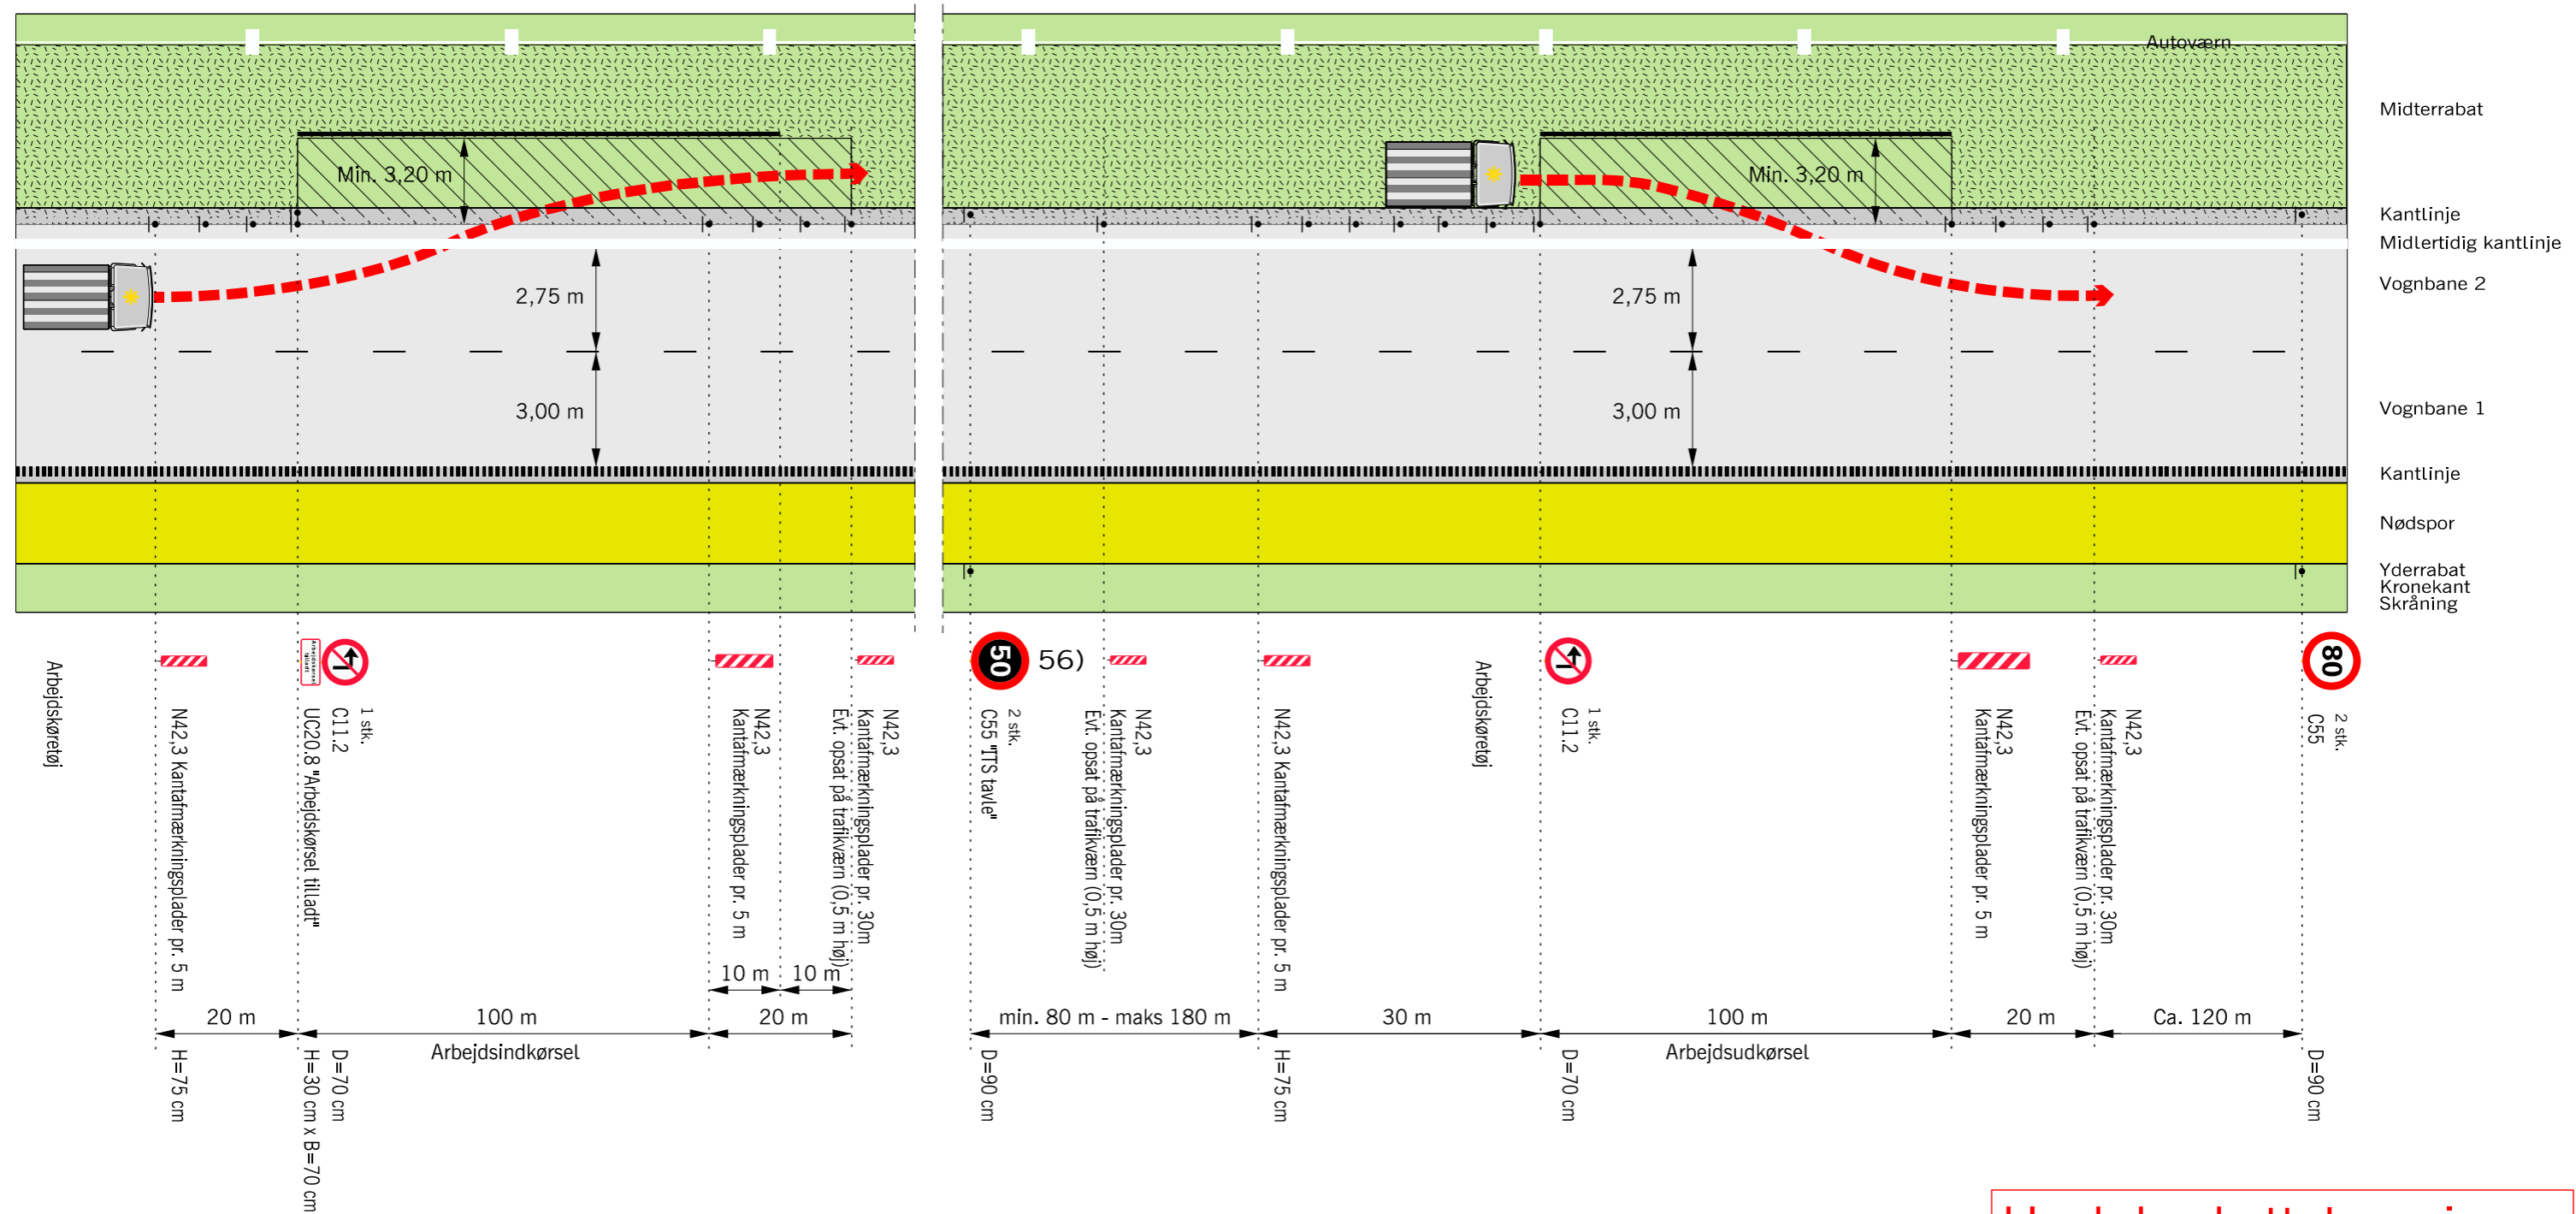 Autoværn
Midterrabat
Min. 3,20 m
Min. 3,20 m
Kantlinje
Midlertidig kantlinje
Vognbane 2
2,75 m
2,75 m
Vognbane 1
3,00 m
3,00 m
Kantlinje
Nødspor
Yderrabat
Kronekant
Skråning
Arbejdskøretøj
N42,3 Kantafmærkningsplader pr. 5 m
Arbejdskørsel
tilladt
1 stk.
C11.2
UC20.8 "Arbejdskørsel tilladt"
N42,3
Kantafmærkningsplader pr. 5 m
N42,3
Kantafmærkningsplader pr. 30m
Evt. opsat på trafikværn (0,5 m høj)
50
56)
2 stk.
C55 "ITS tavle"
N42,3
Kantafmærkningsplader pr. 30m
Evt. opsat på trafikværn (0,5 m høj)
N42,3 Kantafmærkningsplader pr. 5 m
Arbejdskøretøj
1 stk.
C11.2
N42,3
Kantafmærkningsplader pr. 5 m
N42,3
Kantafmærkningsplader pr. 30m
Evt. opsat på trafikværn (0,5 m høj)
80
2 stk.
C55
10 m
10 m
20 m
100 m
20 m
min. 80 m - maks 180 m
30 m
100 m
20 m
Ca. 120 m
Arbejdsindkørsel
Arbejdsudkørsel
H=75 cm
D=70 cm
H=30 cm x B=70 cm
D=90 cm
H=75 cm
D=70 cm
D=90 cm